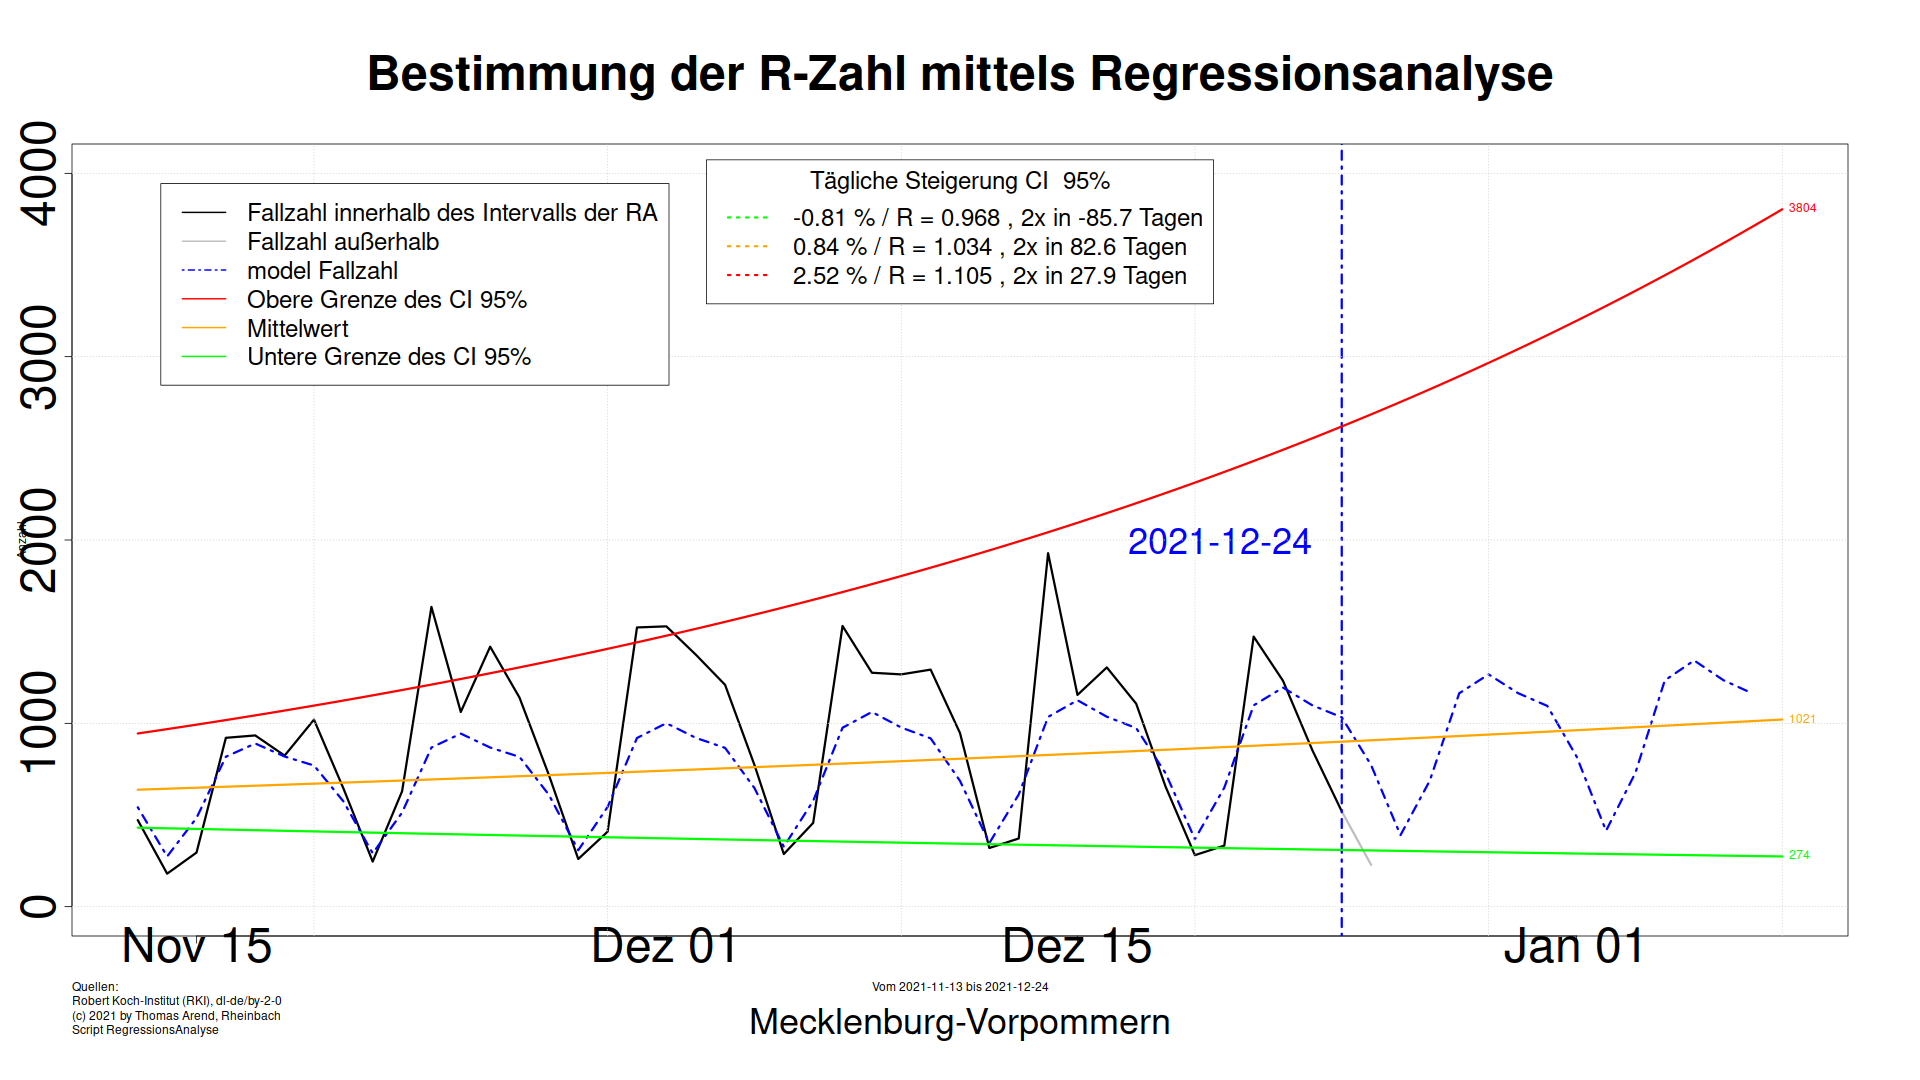 Bestimmung der R-Zahl mittels Regressionsanalyse
Anzahl
4000
3000
2000
1000
0
Fallzahl innerhalb des Intervalls der RA
Fallzahl außerhalb
model Fallzahl
Obere Grenze des CI 95%
Mittelwert
Untere Grenze des CI 95%
Tägliche Steigerung CI  95%
-0.81 % / R = 0.968 , 2x in -85.7 Tagen
0.84 % / R = 1.034 , 2x in 82.6 Tagen
2.52 % / R = 1.105 , 2x in 27.9 Tagen
3804
2021-12-24
1021
274
Nov 15
Dez 01
Dez 15
Jan 01
Quellen:
Robert Koch-Institut (RKI), dl-de/by-2-0
(c) 2021 by Thomas Arend, Rheinbach
Script RegressionsAnalyse
Vom 2021-11-13 bis 2021-12-24
Mecklenburg-Vorpommern